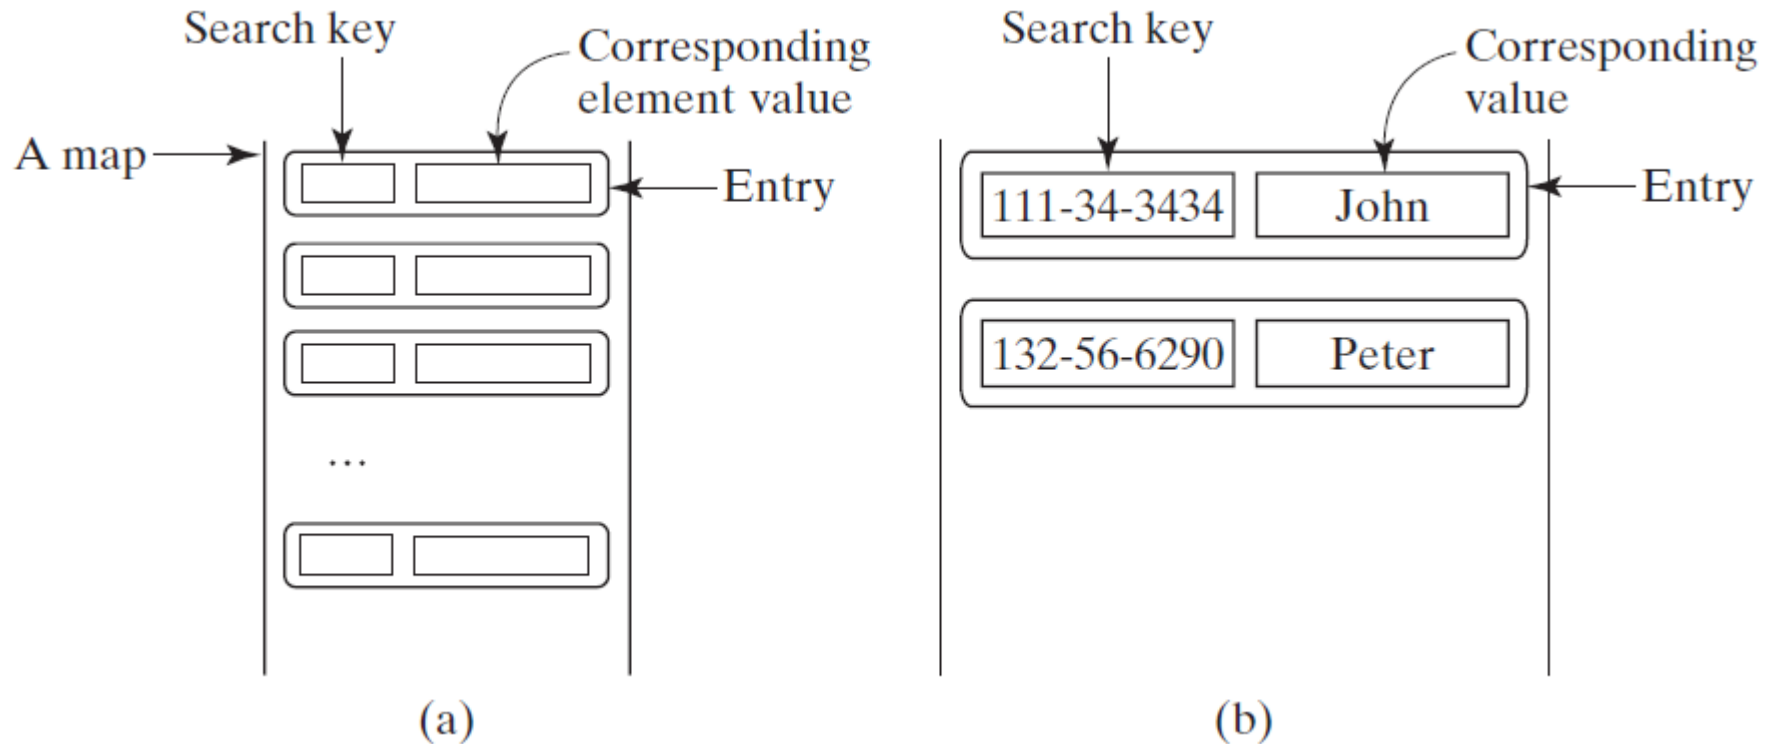 Search key
Corresponding
element value
A map
Entry
...
(a)
Search key
Corresponding
value
111-34-3434 John
Entry
132-56-6290 Peter
(b)